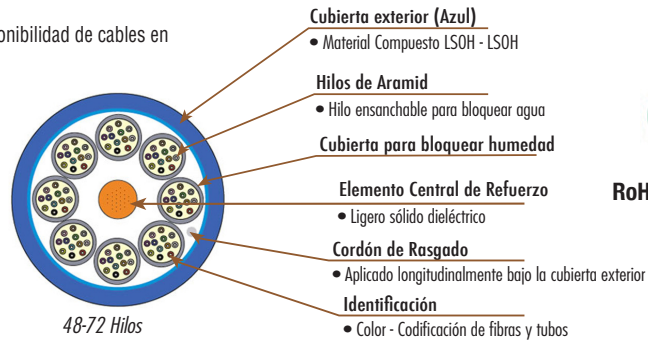 onibilidad de cables en
Cubierta exterior (Azul)
• Material Compuesto LSOH - LSOH
Hilos de Aramid
• Hilo ensanchable para bloquear agua
Cubierta para bloquear humedad
Elemento Central de Refuerzo
• Ligero sólido dieléctrico
Cordón de Rasgado
• Aplicado longitudinalmente bajo la cubierta exterior
Identificación
• Color - Codificación de fibras y tubos
48-72 Hilos
RoH